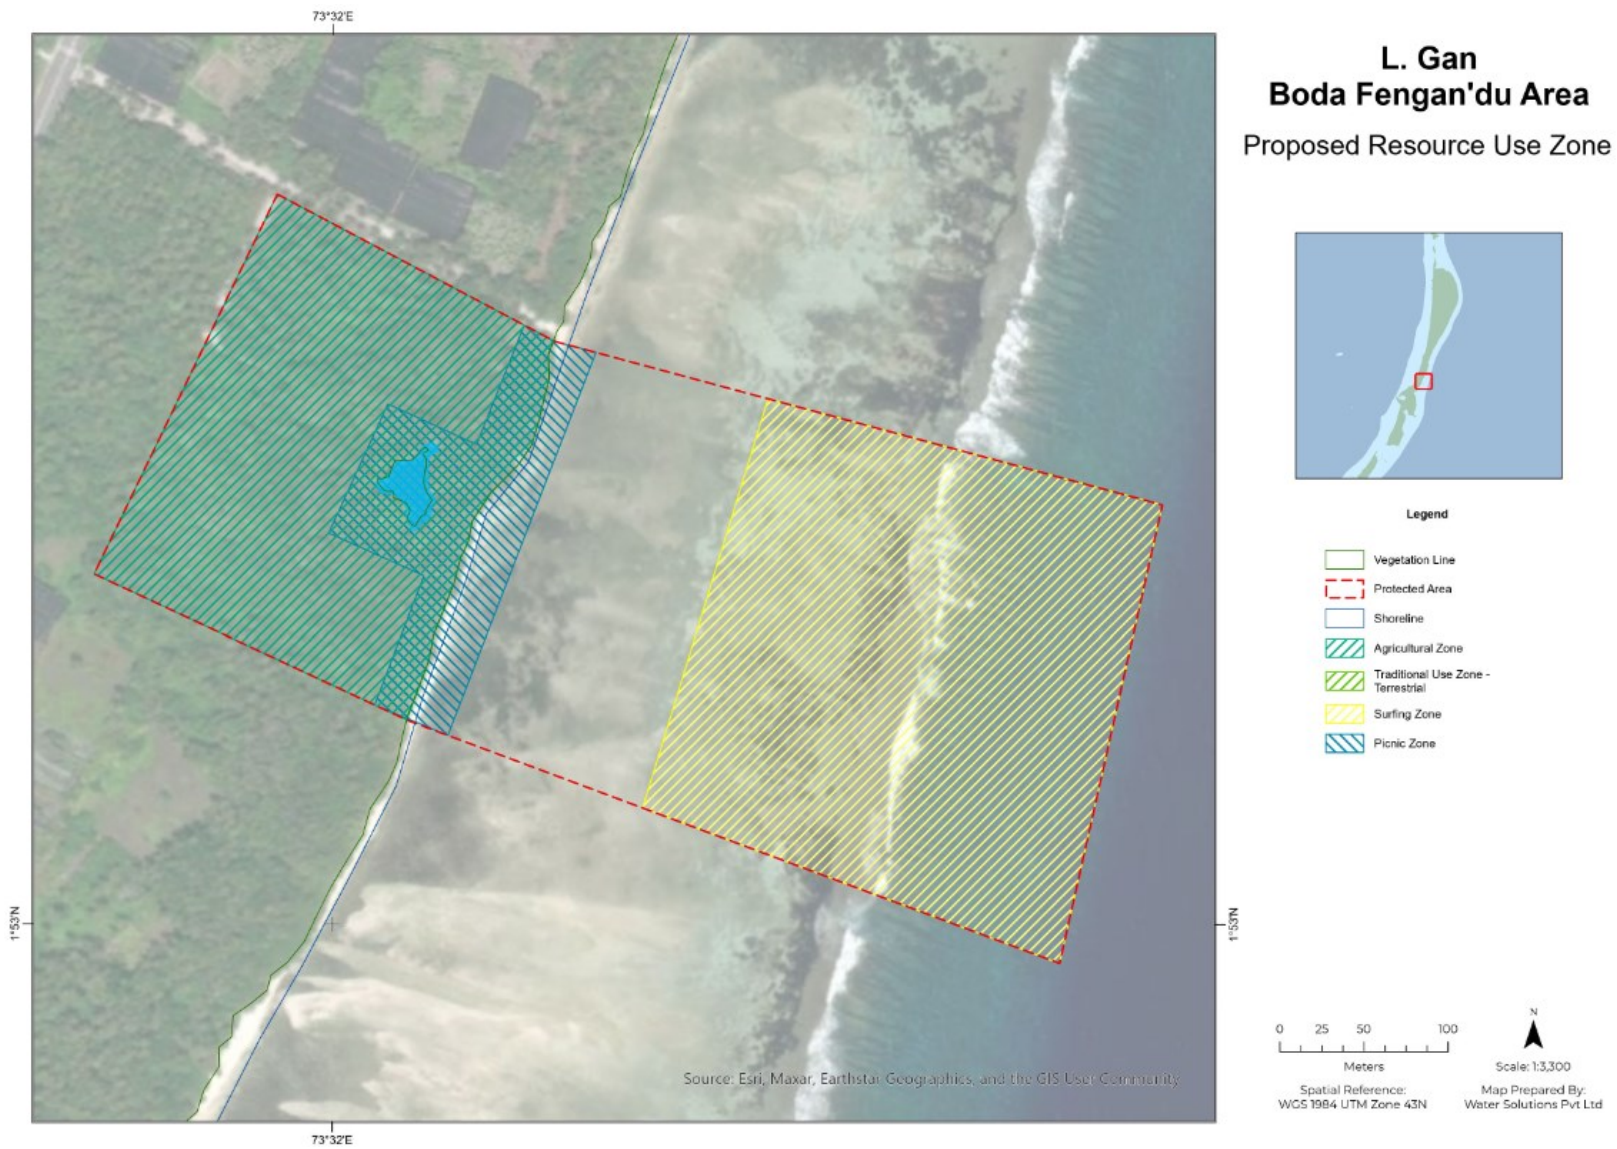 73°32'E
L. Gan
Boda Fengan'du Area
Proposed Resource Use Zone
Legend
Vegetation Line
Protected Area
Shoreline
Agricultural Zone
Traditional Use Zone -
Terrestrial
Surfing Zone
Picnic Zone
1°53'N
1°53'N
Source: Esri, Maxar, Earthstar Geographics, and the GIS User Community
0 25 50 100
Meters
N
Scale: 1:3,300
Spatial Reference:
WGS 1984 UTM Zone 43N
Map Prepared By:
Water Solutions Pvt Ltd
73°32'E